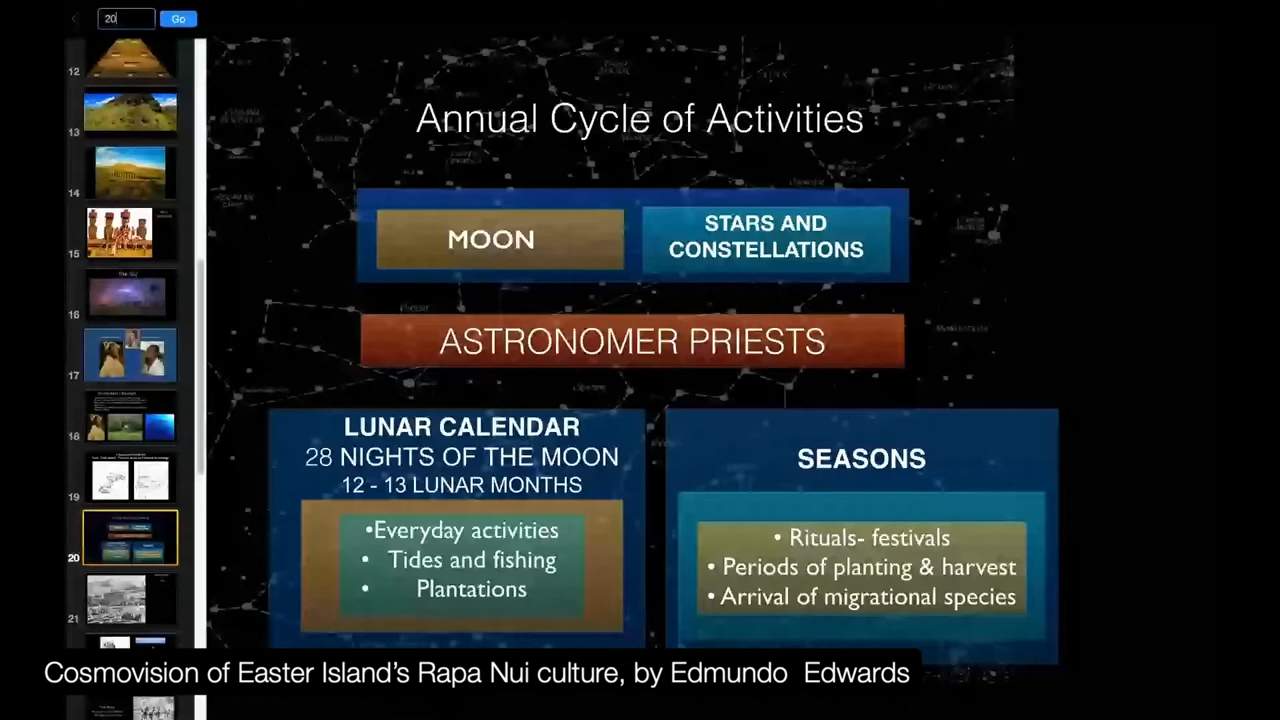 20
Go
12
13
14
15
16
17
18
19
20
21
Annual Cycle of Activities
MOON
STARS AND
CONSTELLATIONS
ASTRONOMER PRIESTS
LUNAR CALENDAR
28 NIGHTS OF THE MOON
12 - 13 LUNAR MONTHS
•Everyday activities
• Tides and fishing
• Plantations
SEASONS
• Rituals- festivals
• Periods of planting & harvest
• Arrival of migrational species
Cosmovision of Easter Island’s Rapa Nui culture, by Edmundo  Edwards